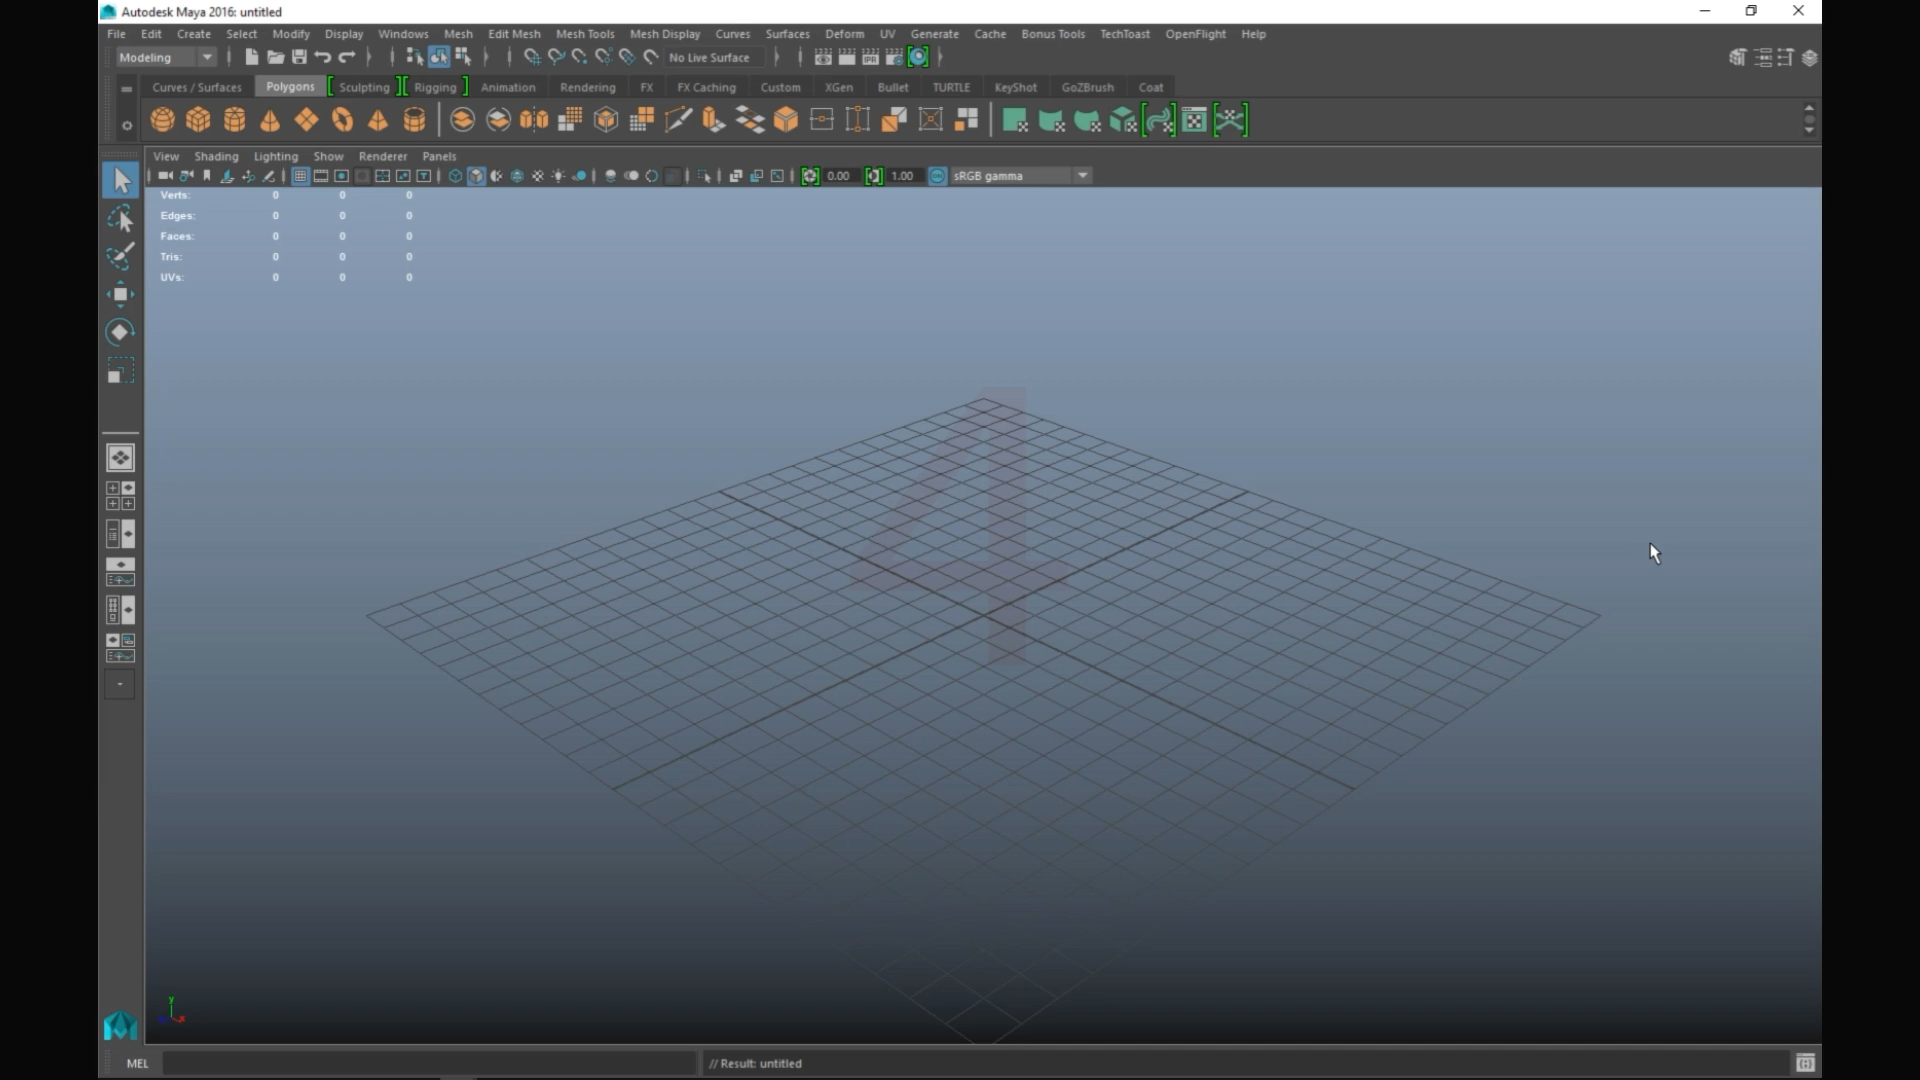 Autodesk Maya 2016: untitled
File Edit Create Select Modify Display Windows Mesh Edit Mesh Mesh Tools Mesh Display Curves Surfaces Deform UV Generate Cache Bonus Tools TechToast OpenFlight Help
Modeling No Live Surface IPR
Curves / Surfaces Polygons Sculpting Rigging Animation Rendering FX FX Caching Custom XGen Bullet TURTLE KeyShot GoZBrush Coat
View Shading Lighting Show Renderer Panels
0.00 1.00 sRGB gamma
Verts: 0 0 0
Edges: 0 0 0
Faces: 0 0 0
Tris: 0 0 0
UVs: 0 0 0
4
y
MEL // Result: untitled